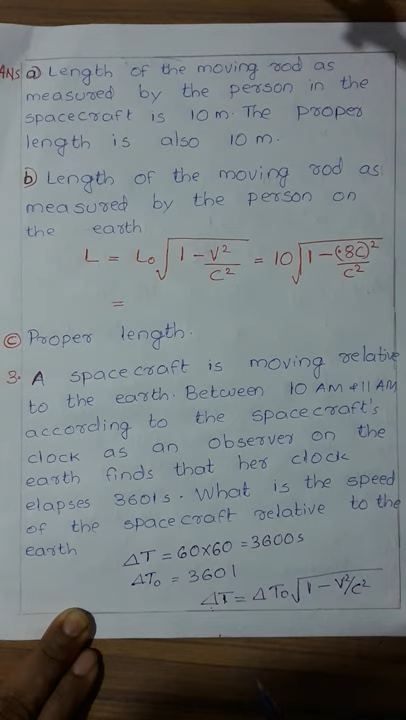 Ans a) Length of the moving rod as
measured by the person in the
spacecraft is 10 m. The proper
length is also 10 m.
b) Length of the moving rod as
measured by the person on
the earth
L = L₀√(1 - V²/C²) = 10√(1 - (.8C)²/C²)
=
c) Proper length.
3. A spacecraft is moving relative
to the earth. Between 10 AM & 11 AM
according to the spacecraft's
clock as an observer on the
earth finds that her clock
elapses 3601s. What is the speed
of the spacecraft relative to the
earth
ΔT = 60×60 = 3600s
ΔT₀ = 3601
ΔT = ΔT₀√(1 - V²/c²)